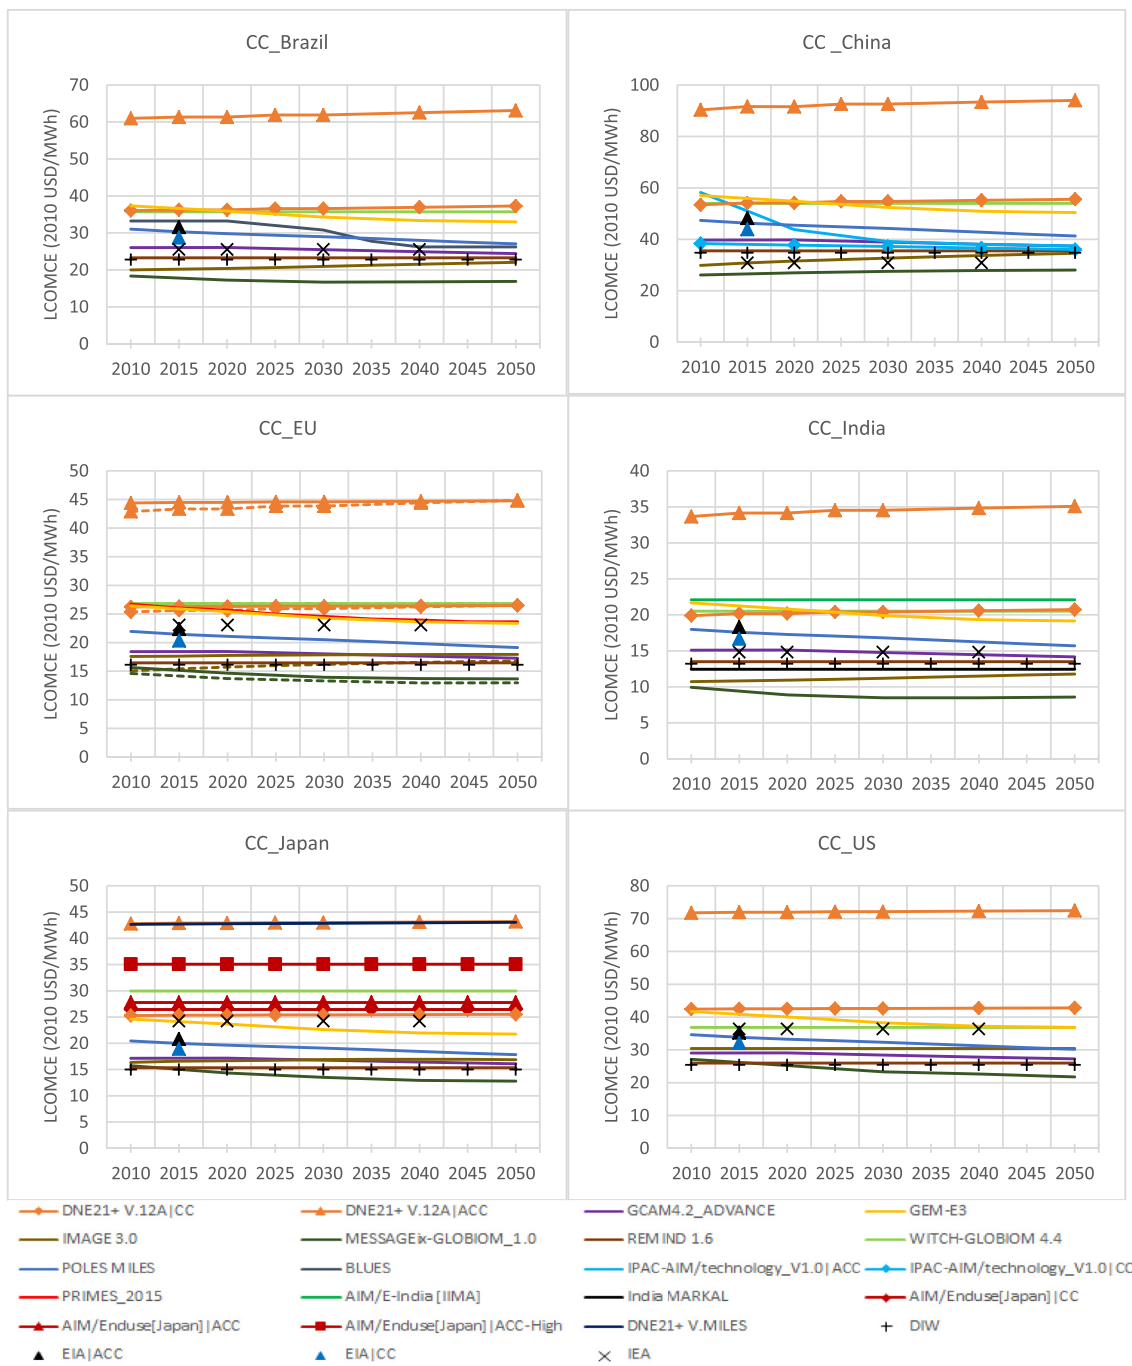 CC_Brazil
LCOMCE (2010 USD/MWh)
70
60
50
40
30
20
10
0
2010 2015 2020 2025 2030 2035 2040 2045 2050
CC _China
LCOMCE (2010 USD/MWh)
100
80
60
40
20
0
2010 2015 2020 2025 2030 2035 2040 2045 2050
CC_EU
LCOMCE (2010 USD/MWh)
50
45
40
35
30
25
20
15
10
5
0
2010 2015 2020 2025 2030 2035 2040 2045 2050
CC_India
LCOMCE (2010 USD/MWh)
40
35
30
25
20
15
10
5
0
2010 2015 2020 2025 2030 2035 2040 2045 2050
CC_Japan
LCOMCE (2010 USD/MWh)
50
45
40
35
30
25
20
15
10
5
0
2010 2015 2020 2025 2030 2035 2040 2045 2050
CC_US
LCOMCE (2010 USD/MWh)
80
70
60
50
40
30
20
10
0
2010 2015 2020 2025 2030 2035 2040 2045 2050
DNE21+ V.12A|CC DNE21+ V.12A|ACC GCAM4.2_ADVANCE GEM-E3
IMAGE 3.0 MESSAGEix-GLOBIOM_1.0 REMIND 1.6 WITCH-GLOBIOM 4.4
POLES MILES BLUES IPAC-AIM/technology_V1.0|ACC IPAC-AIM/technology_V1.0|CC
PRIMES_2015 AIM/E-India [IIMA] India MARKAL AIM/Enduse[Japan]|CC
AIM/Enduse[Japan]|ACC AIM/Enduse[Japan]|ACC-High DNE21+ V.MILES DIW
EIA|ACC EIA|CC IEA